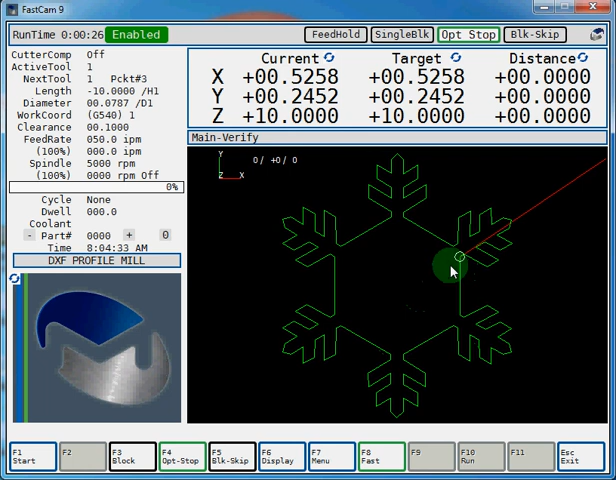 FastCam 9
RunTime 0:00:26 Enabled FeedHold SingleBlk Opt Stop Blk-Skip
CutterComp Off
ActiveTool 1
NextTool 1 Pckt#3
Length -10.0000 /H1
Diameter 00.0787 /D1
WorkCoord (G540) 1
Clearance 00.1000
FeedRate 050.0 ipm
(100%) 000.0 ipm
Spindle 5000 rpm
(100%) 0000 rpm Off
0%
Cycle None
Dwell 000.0
Coolant
- Part# 0000 + 0
Time 8:04:33 AM
DXF PROFILE MILL
Current Target Distance
X +00.5258 +00.5258 +00.0000
Y +00.2452 +00.2452 +00.0000
Z +10.0000 +10.0000 +00.0000
Main-Verify
Y
Z X
0/ +0/ 0
F1 Start
F2
F3 Block
F4 Opt-Stop
F5 Blk-Skip
F6 Display
F7 Menu
F8 Fast
F9
F10 Run
F11
Esc Exit